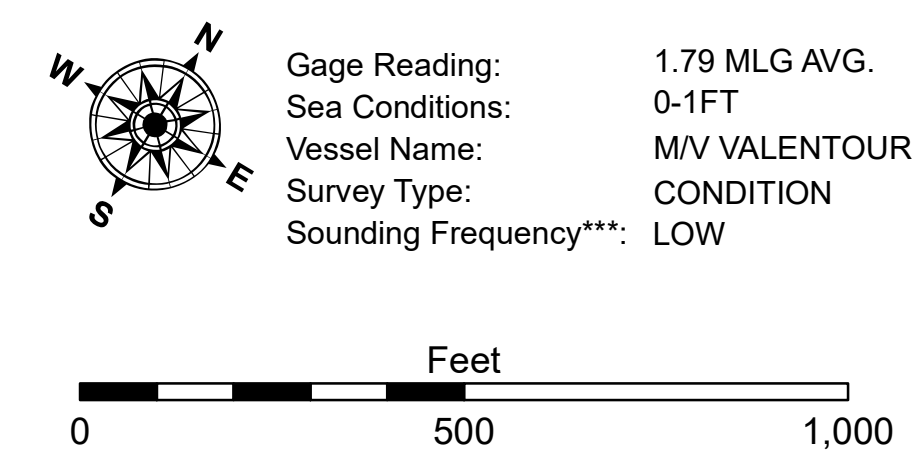 N
W
E
S
Gage Reading: 1.79 MLG AVG.
Sea Conditions: 0-1FT
Vessel Name: M/V VALENTOUR
Survey Type: CONDITION
Sounding Frequency***: LOW
Feet
0 500 1,000